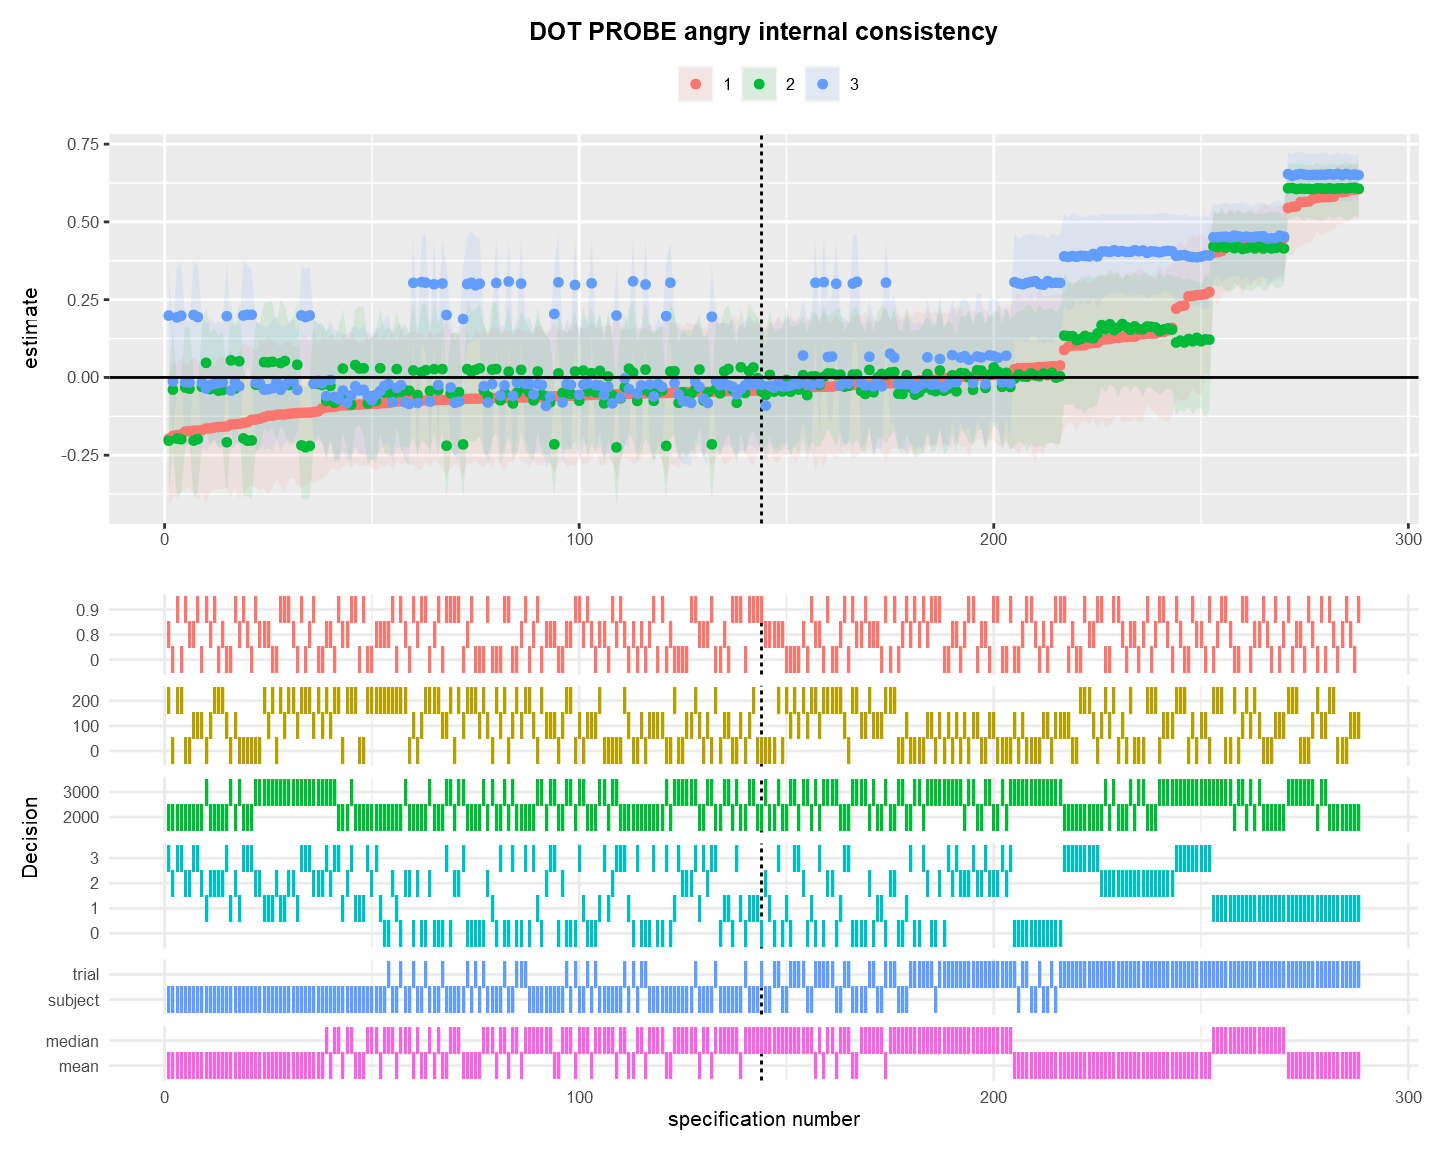 DOT PROBE angry internal consistency
1 2 3
estimate
0.75
0.50
0.25
0.00
-0.25
0 100 200 300
Decision
0.9
0.8
0
200
100
0
3000
2000
3
2
1
0
trial
subject
median
mean
0 100 200 300
specification number